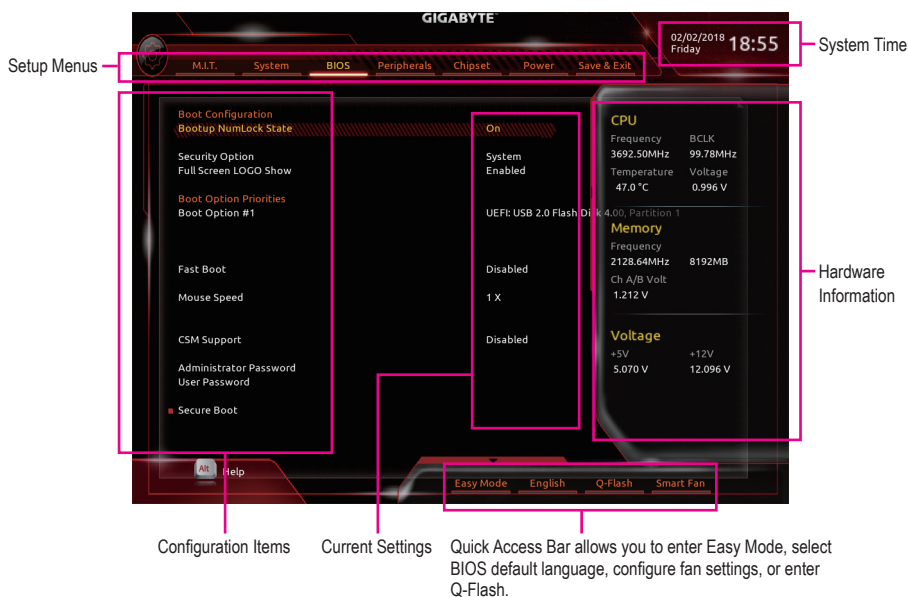 GIGABYTE
Setup Menus
M.I.T. System BIOS Peripherals Chipset Power Save & Exit
02/02/2018
Friday
18:55
System Time
Boot Configuration
Bootup NumLock State On
Security Option System
Full Screen LOGO Show Enabled
Boot Option Priorities
Boot Option #1 UEFI: USB 2.0 Flash Disk 4.00, Partition 1
Fast Boot Disabled
Mouse Speed 1 X
CSM Support Disabled
Administrator Password
User Password
Secure Boot
CPU
Frequency BCLK
3692.50MHz 99.78MHz
Temperature Voltage
47.0 °C 0.996 V
Memory
Frequency
2128.64MHz 8192MB
Ch A/B Volt
1.212 V
Voltage
+5V +12V
5.070 V 12.096 V
Hardware
Information
Alt Help
Easy Mode English Q-Flash Smart Fan
Configuration Items
Current Settings
Quick Access Bar allows you to enter Easy Mode, select
BIOS default language, configure fan settings, or enter
Q-Flash.